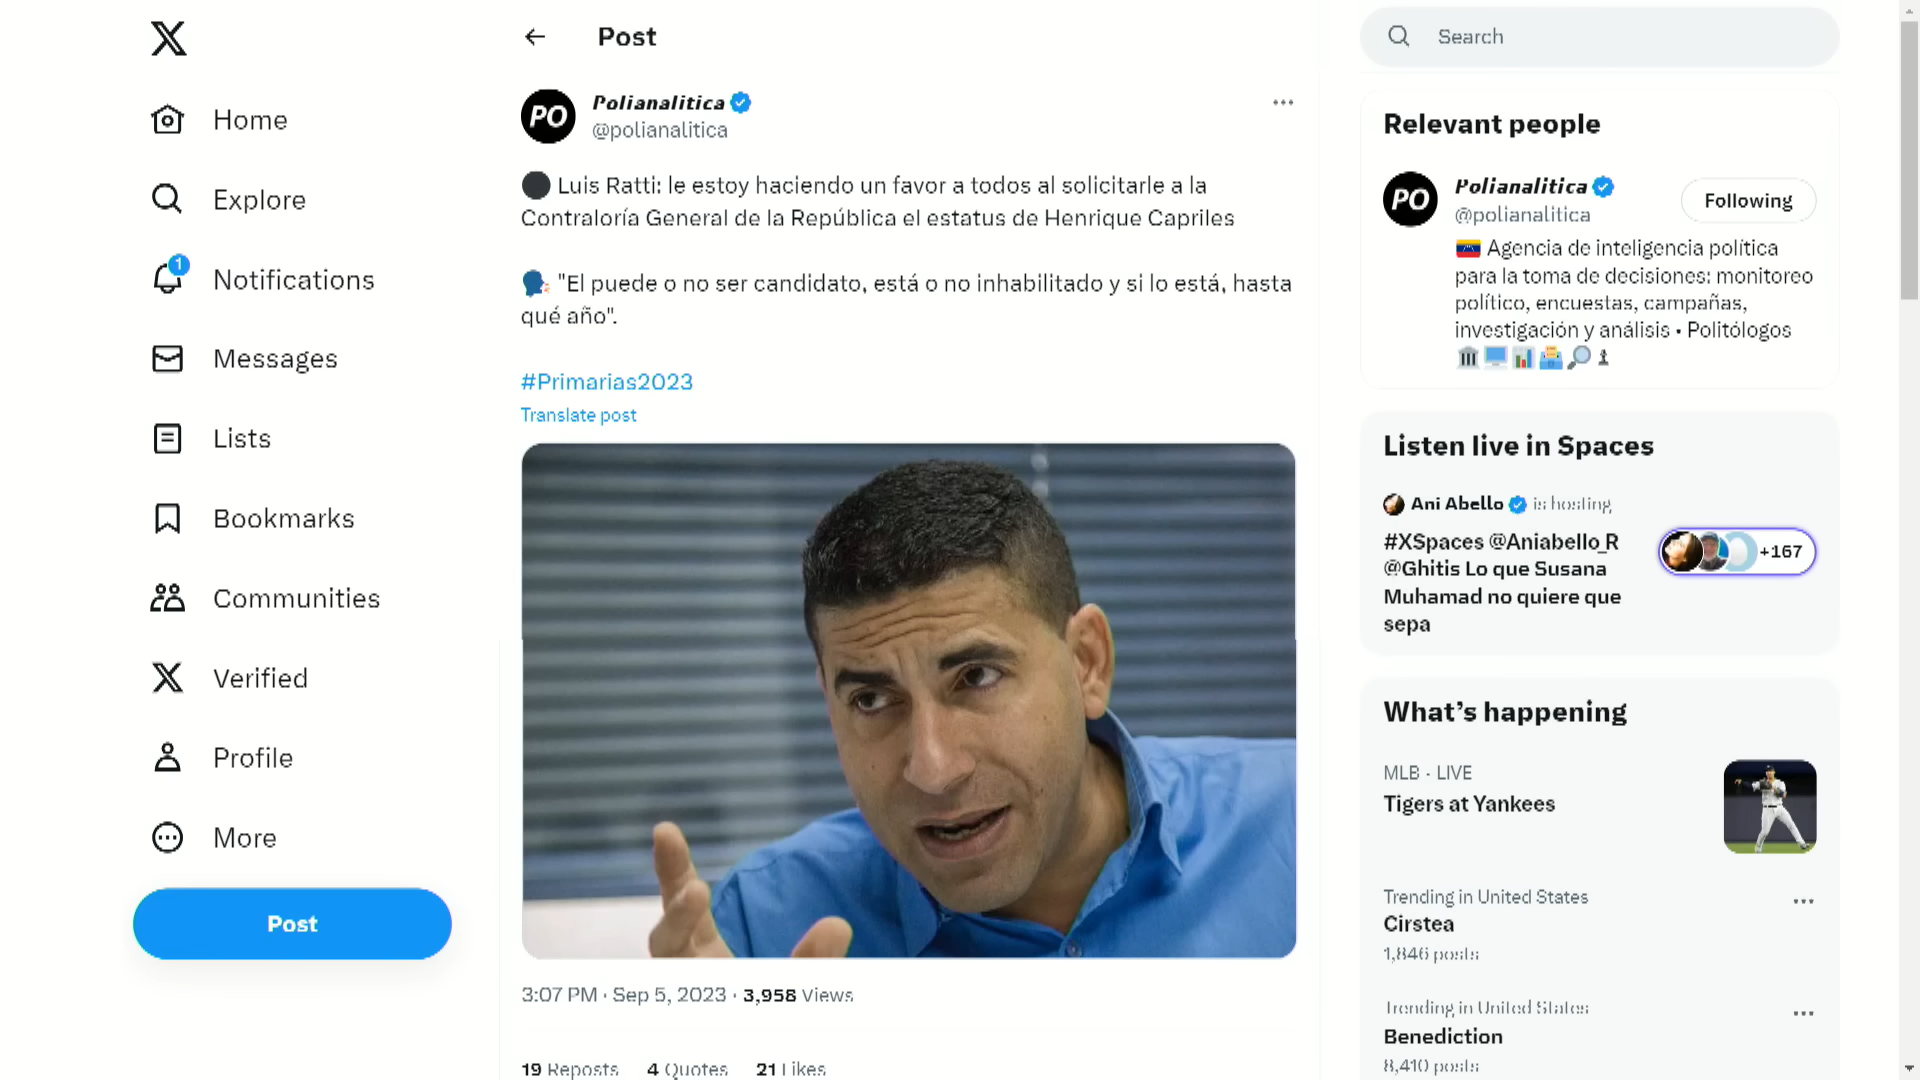 Home
Explore
1
Notifications
Messages
Lists
Bookmarks
Communities
Verified
Profile
More
Post
Post
PO
Polianalitica
@polianalitica
Luis Ratti: le estoy haciendo un favor a todos al solicitarle a la
Contraloría General de la República el estatus de Henrique Capriles
"El puede o no ser candidato, está o no inhabilitado y si lo está, hasta
qué año".
#Primarias2023
Translate post
3:07 PM · Sep 5, 2023 · 3,958 Views
19 Reposts 4 Quotes 21 Likes
Search
Relevant people
PO
Polianalitica
@polianalitica
Following
Agencia de inteligencia política
para la toma de decisiones: monitoreo
político, encuestas, campañas,
investigación y análisis • Politólogos
Listen live in Spaces
Ani Abello is hosting
#XSpaces @Aniabello_R
@Ghitis Lo que Susana
Muhamad no quiere que
sepa
+167
What's happening
MLB · LIVE
Tigers at Yankees
Trending in United States
Cirstea
1,846 posts
Trending in United States
Benediction
8,410 posts